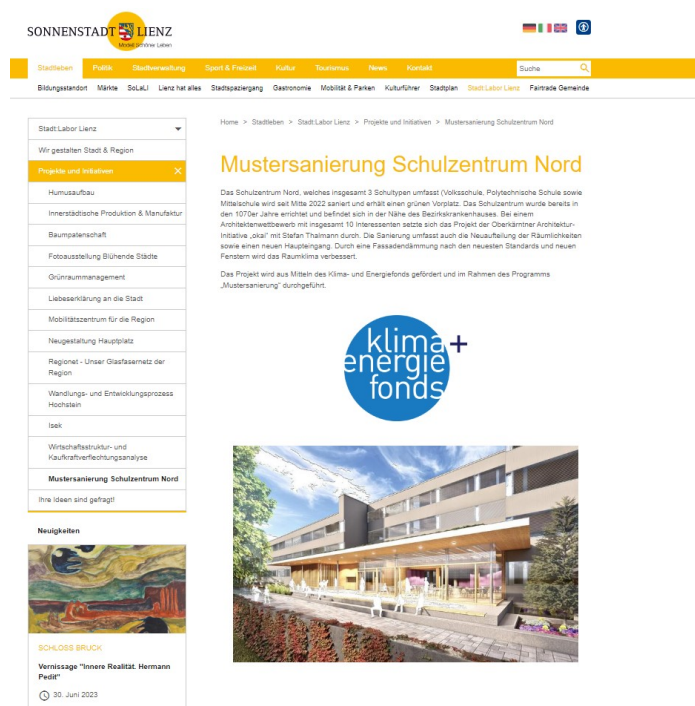 SONNENSTADT LIENZ
Modell Schöner Leben
Stadtleben Politik Stadtverwaltung Sport & Freizeit Kultur Tourismus News Kontakt Suche
Bildungsstandort Märkte SoLaLi Lienz hat alles Stadtspaziergang Gastronomie Mobilität & Parken Kulturführer Stadtplan Stadt:Labor Lienz Fairtrade Gemeinde
Home > Stadtleben > Stadt:Labor Lienz > Projekte und Initiativen > Mustersanierung Schulzentrum Nord
Stadt:Labor Lienz
Wir gestalten Stadt & Region
Projekte und Initiativen
Humusaufbau
Innerstädtische Produktion & Manufaktur
Baumpatenschaft
Fotoausstellung Blühende Städte
Grünraummanagement
Liebeserklärung an die Stadt
Mobilitätszentrum für die Region
Neugestaltung Hauptplatz
Regionet - Unser Glasfasernetz der
Region
Wandlungs- und Entwicklungsprozess
Hochstein
Isek
Wirtschaftsstruktur- und
Kaufkraftverflechtungsanalyse
Mustersanierung Schulzentrum Nord
Ihre Ideen sind gefragt!
Neuigkeiten
SCHLOSS BRUCK
Vernissage "Innere Realität. Hermann
Pedit"
30. Juni 2023
Mustersanierung Schulzentrum Nord
Das Schulzentrum Nord, welches insgesamt 3 Schultypen umfasst (Volksschule, Polytechnische Schule sowie
Mittelschule wird seit Mitte 2022 saniert und erhält einen grünen Vorplatz. Das Schulzentrum wurde bereits in
den 1070er Jahre errichtet und befindet sich in der Nähe des Bezirkskrankenhauses. Bei einem
Architektenwettbewerb mit insgesamt 10 Interessenten setzte sich das Projekt der Oberkärntner Architektur-
Initiative „okai" mit Stefan Thalmann durch. Die Sanierung umfasst auch die Neuaufteilung der Räumlichkeiten
sowie einen neuen Haupteingang. Durch eine Fassadendämmung nach den neuesten Standards und neuen
Fenstern wird das Raumklima verbessert.
Das Projekt wird aus Mitteln des Klima- und Energiefonds gefördert und im Rahmen des Programms
„Mustersanierung" durchgeführt.
klima+
energie
fonds